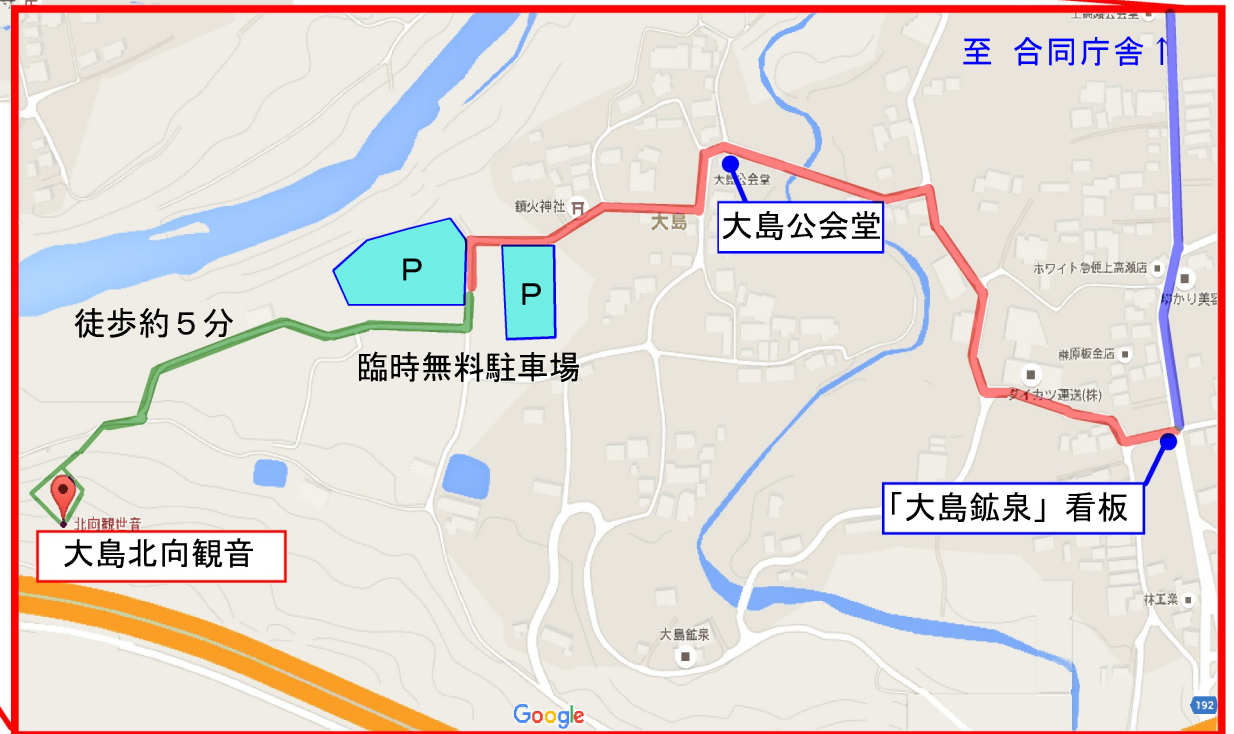 至 合同庁舎↑
大島公会堂
大島公会堂
鎮火神社
大島
P
P
ホワイト急便上高瀬店
ゆかり美容
徒歩約５分
臨時無料駐車場
榊原板金店
ダイカツ運送(株)
「大島鉱泉」看板
北向観世音
大島北向観音
林工業
大島鉱泉
192
Google